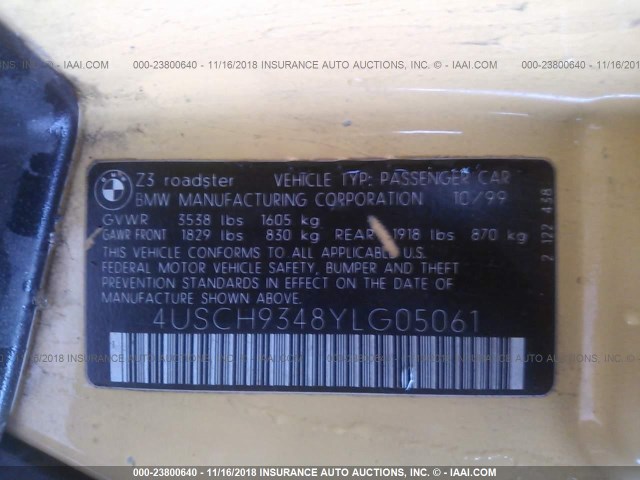 000-23800640 - 11/16/2018 INSURANCE AUTO AUCTIONS, INC. © - IAAI.COM
BMW
Z3 roadster VEHICLE TYP: PASSENGER CAR
BMW MANUFACTURING CORPORATION 10/99
GVWR 3538 lbs 1605 kg
GAWR FRONT 1829 lbs 830 kg REAR 1918 lbs 870 kg
THIS VEHICLE CONFORMS TO ALL APPLICABLE U.S.
FEDERAL MOTOR VEHICLE SAFETY, BUMPER AND THEFT
PREVENTION STANDARDS IN EFFECT ON THE DATE OF
MANUFACTURE SHOWN ABOVE.
2 122 438
4USCH9348YLG05061
000-23800640 - 11/16/2018 INSURANCE AUTO AUCTIONS, INC. © - IAAI.COM